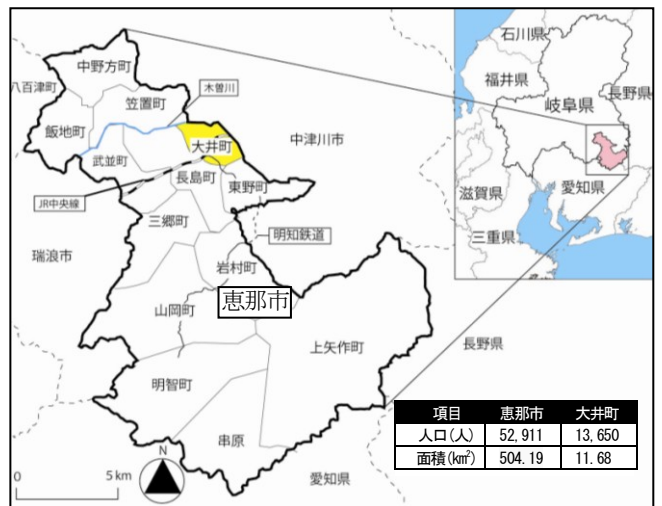 石川県
福井県
長野県
岐阜県
滋賀県
愛知県
三重県
中野方町
八百津町
笠置町
木曽川
飯地町
大井町
中津川市
武並町
長島町
東野町
JR中央線
三郷町
明知鉄道
瑞浪市
岩村町
恵那市
山岡町
上矢作町
長野県
明智町
串原
愛知県
N
0 5km
項目 恵那市 大井町
人口(人) 52,911 13,650
面積(km²) 504.19 11.68